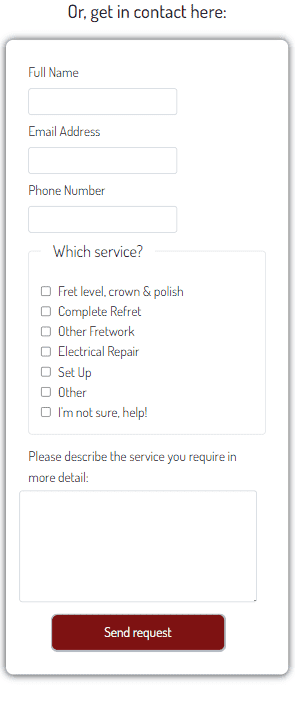 Or, get in contact here:
Full Name
Email Address
Phone Number
Which service?
Fret level, crown & polish
Complete Refret
Other Fretwork
Electrical Repair
Set Up
Other
I'm not sure, help!
Please describe the service you require in
more detail:
Send request